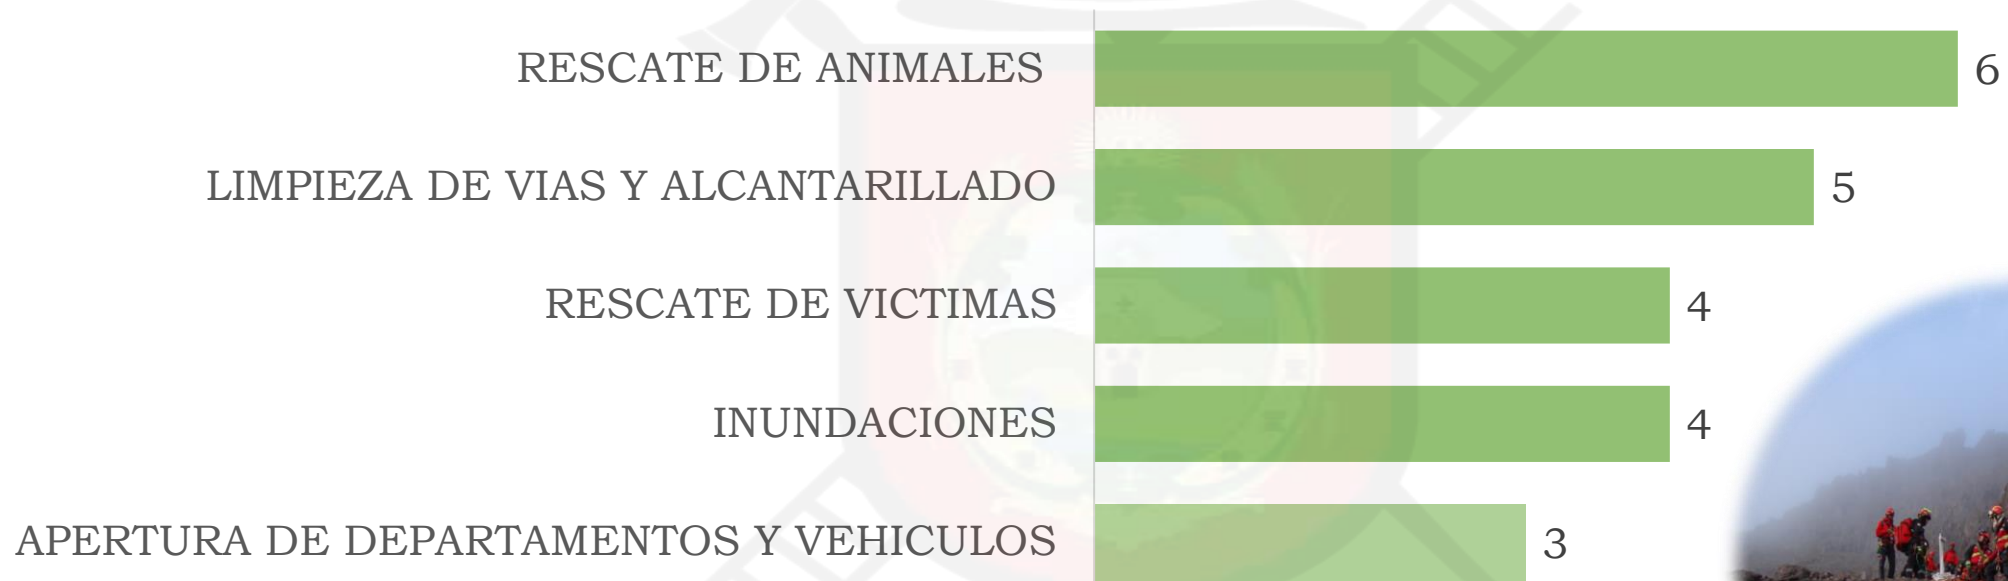 RESCATE DE ANIMALES 6
LIMPIEZA DE VIAS Y ALCANTARILLADO 5
RESCATE DE VICTIMAS 4
INUNDACIONES 4
APERTURA DE DEPARTAMENTOS Y VEHICULOS 3